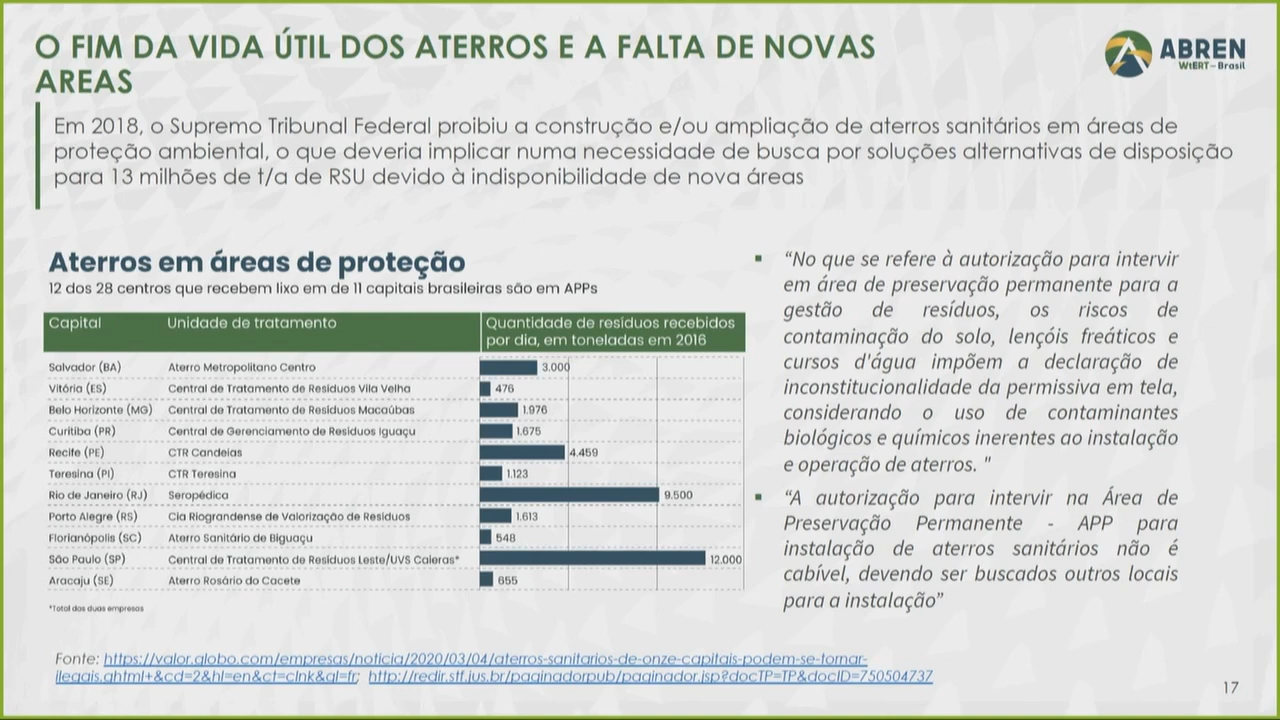 O FIM DA VIDA ÚTIL DOS ATERROS E A FALTA DE NOVAS
AREAS
ABREN
WtERT – Brasil
Em 2018, o Supremo Tribunal Federal proibiu a construção e/ou ampliação de aterros sanitários em áreas de
proteção ambiental, o que deveria implicar numa necessidade de busca por soluções alternativas de disposição
para 13 milhões de t/a de RSU devido à indisponibilidade de nova áreas
Aterros em áreas de proteção
12 dos 28 centros que recebem lixo em de 11 capitais brasileiras são em APPs
Capital Unidade de tratamento Quantidade de resíduos recebidos
por dia, em toneladas em 2016
Salvador (BA) Aterro Metropolitano Centro 3.000
Vitória (ES) Central de Tratamento de Resíduos Vila Velha 476
Belo Horizonte (MG) Central de Tratamento de Resíduos Macaúbas 1.976
Curitiba (PR) Central de Gerenciamento de Resíduos Iguaçu 1.675
Recife (PE) CTR Candeias 4.459
Teresina (PI) CTR Teresina 1.123
Rio de Janeiro (RJ) Seropédica 9.500
Porto Alegre (RS) Cia Riograndense de Valorização de Resíduos 1.613
Florianópolis (SC) Aterro Sanitário de Biguaçu 548
São Paulo (SP) Central de Tratamento de Resíduos Leste/UVS Caieras* 12.000
Aracaju (SE) Aterro Rosário do Cacete 655
*Total das duas empresas
▪ “No que se refere à autorização para intervir
em área de preservação permanente para a
gestão de resíduos, os riscos de
contaminação do solo, lençóis freáticos e
cursos d'água impõem a declaração de
inconstitucionalidade da permissiva em tela,
considerando o uso de contaminantes
biológicos e químicos inerentes ao instalação
e operação de aterros. "
▪ “A autorização para intervir na Área de
Preservação Permanente - APP para
instalação de aterros sanitários não é
cabível, devendo ser buscados outros locais
para a instalação”
Fonte: https://valor.globo.com/empresas/noticia/2020/03/04/aterros-sanitarios-de-onze-capitais-podem-se-tornar-
ilegais.ghtml+&cd=2&hl=en&ct=clnk&gl=fr; http://redir.stf.jus.br/paginadorpub/paginador.jsp?docTP=TP&docID=750504737
17